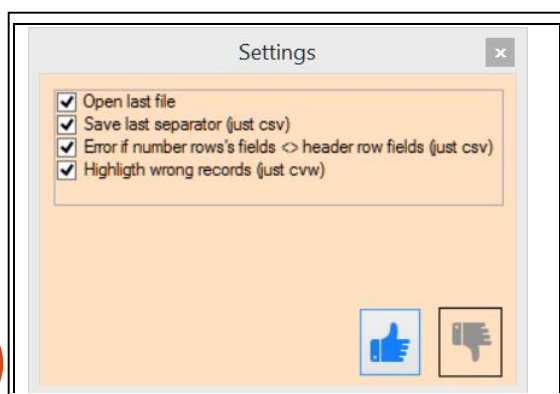 Settings
Open last file
Save last separator (just csv)
Error if number rows's fields <> header row fields (just csv)
Highligth wrong records (just cvw)